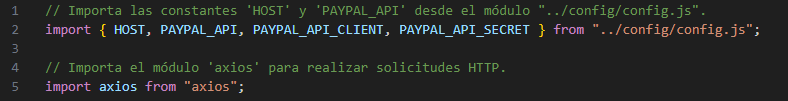 1 // Importa las constantes 'HOST' y 'PAYPAL_API' desde el módulo "../config/config.js".
2 import { HOST, PAYPAL_API, PAYPAL_API_CLIENT, PAYPAL_API_SECRET } from "../config/config.js";
3
4 // Importa el módulo 'axios' para realizar solicitudes HTTP.
5 import axios from "axios";